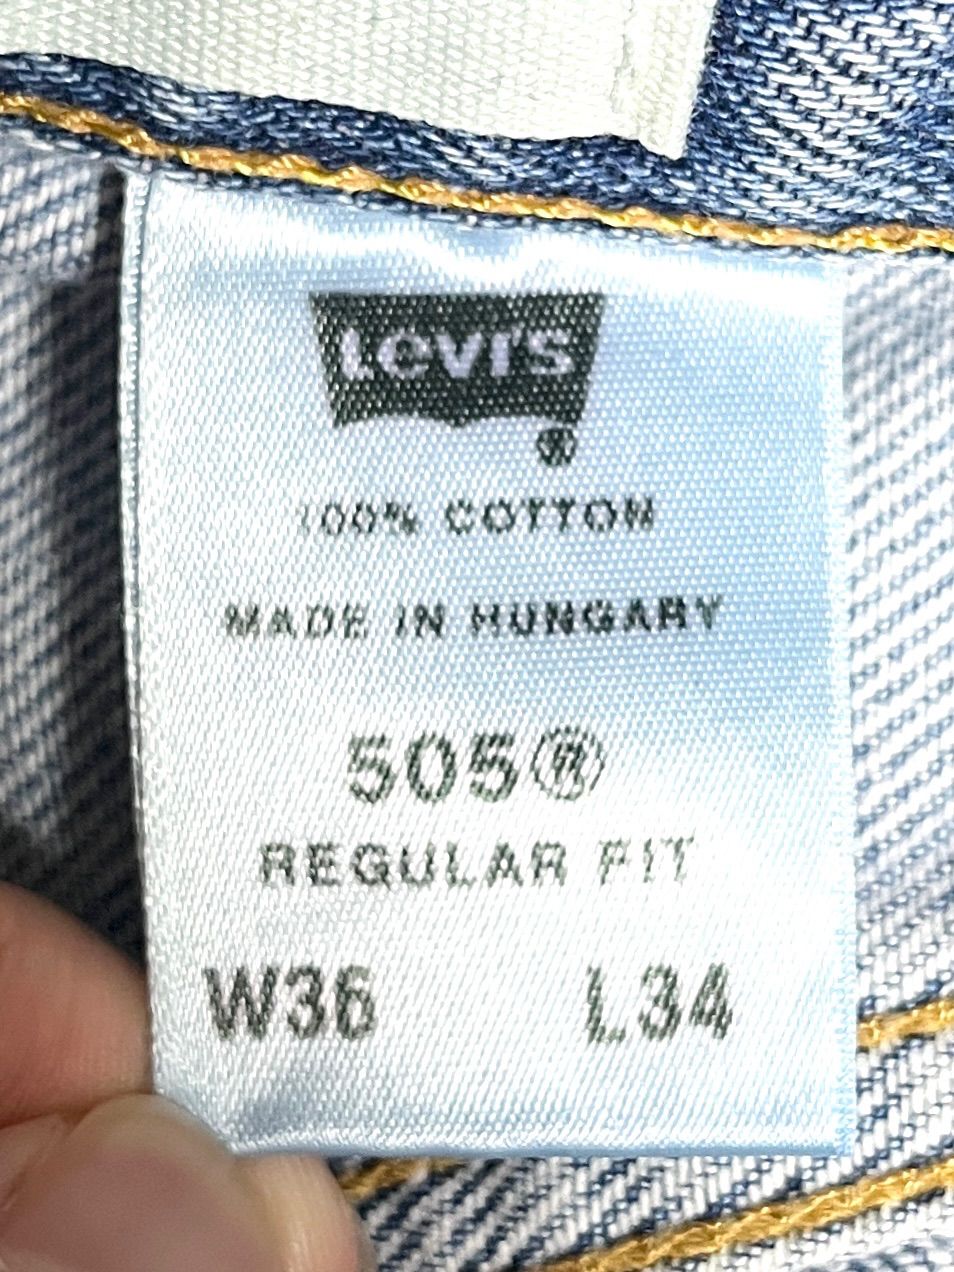 Levi's
®
100% COTTON
MADE IN HUNGARY
505®
REGULAR FIT
W36 L34